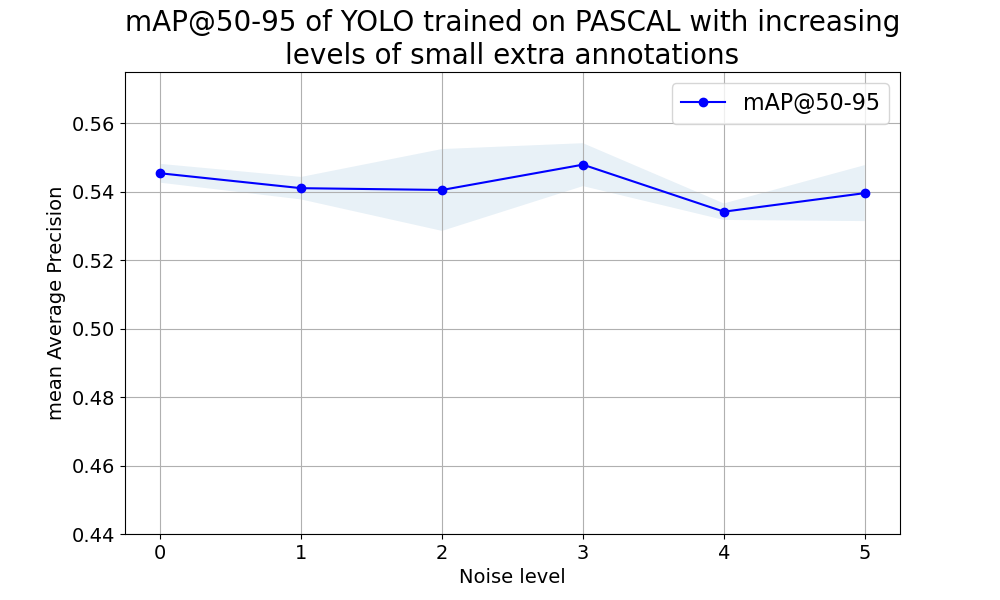 mAP@50-95 of YOLO trained on PASCAL with increasing
levels of small extra annotations
mAP@50-95
mean Average Precision
0.56
0.54
0.52
0.50
0.48
0.46
0.44
0 1 2 3 4 5
Noise level